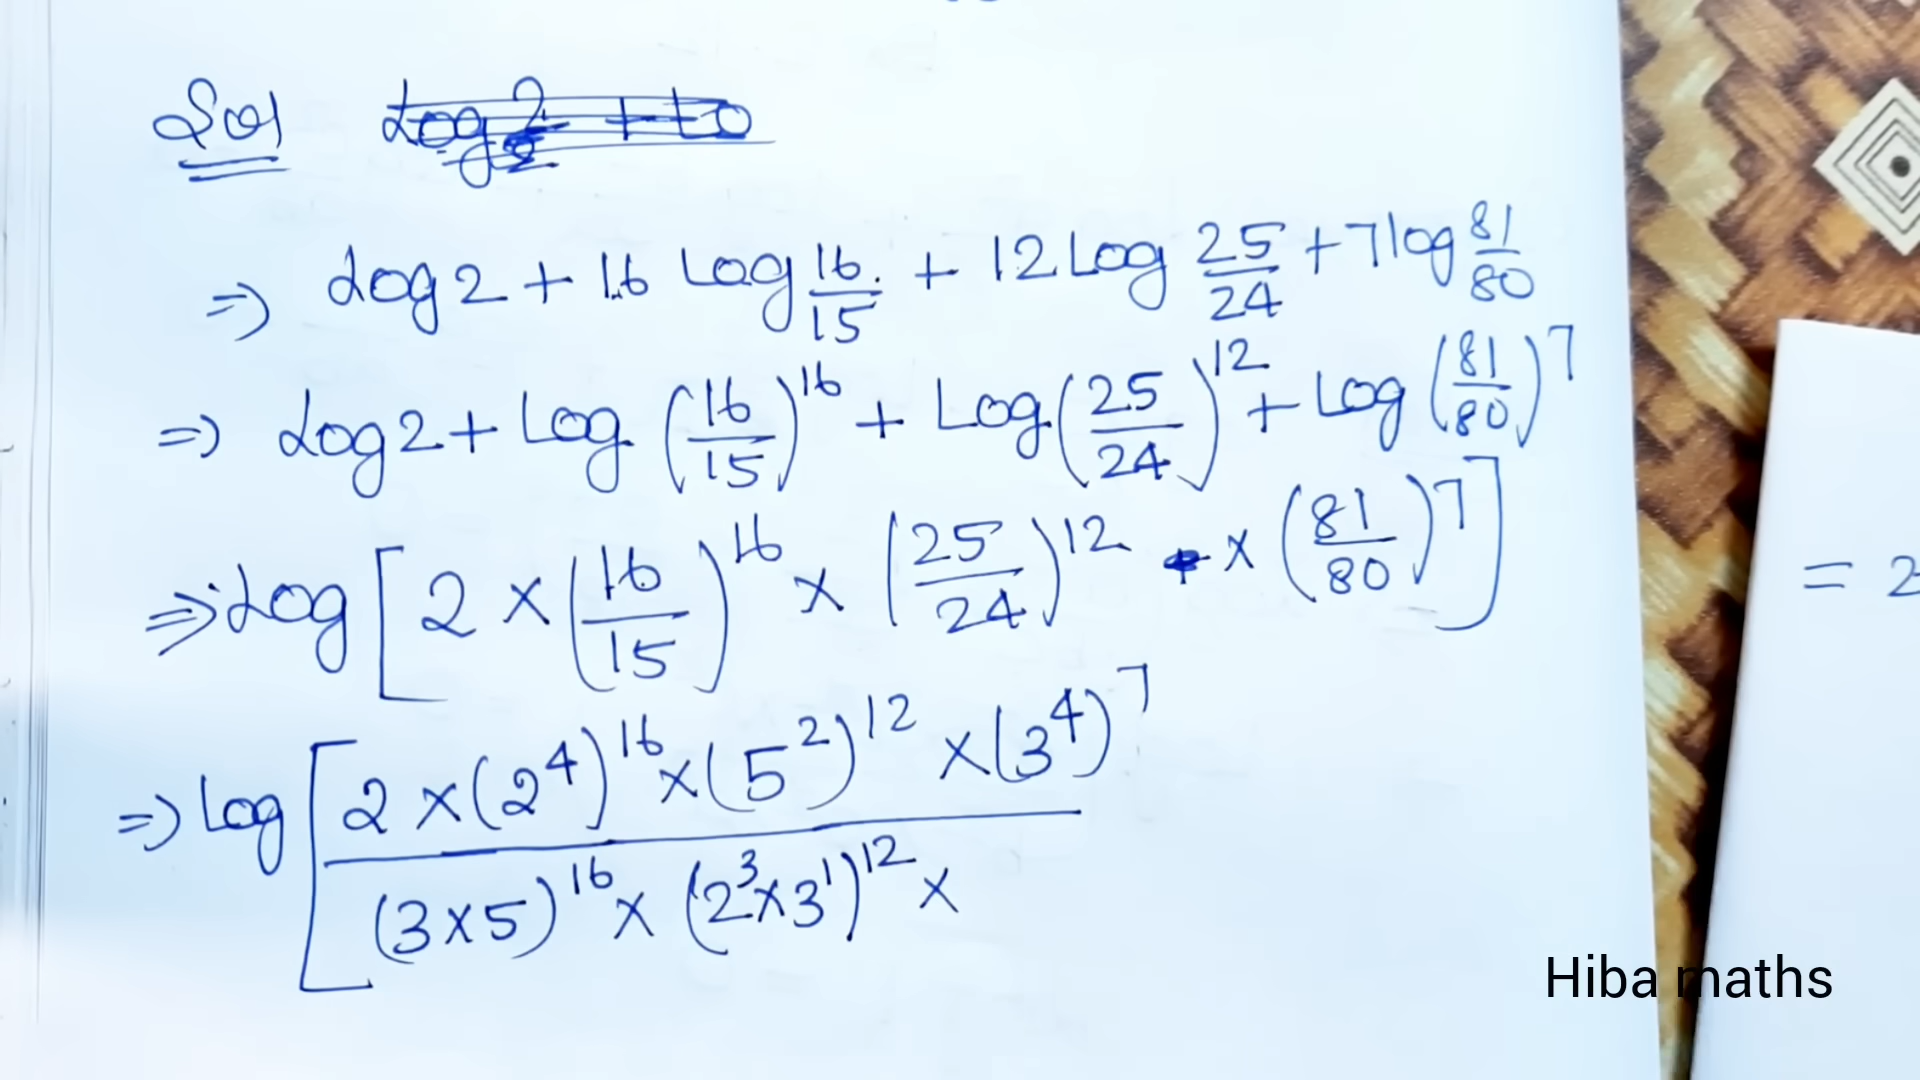 Sol Log 2 + Lo
=> Log 2 + 16 Log 16/15 + 12 Log 25/24 + 7 log 81/80
=> Log 2 + Log (16/15)^16 + Log (25/24)^12 + Log (81/80)^7
=> Log [2 × (16/15)^16 × (25/24)^12 × (81/80)^7]
=> Log [2 × (2^4)^16 × (5^2)^12 × (3^4)^7
(3×5)^16 × (2^3×3^1)^12 ×
= 2
Hiba maths